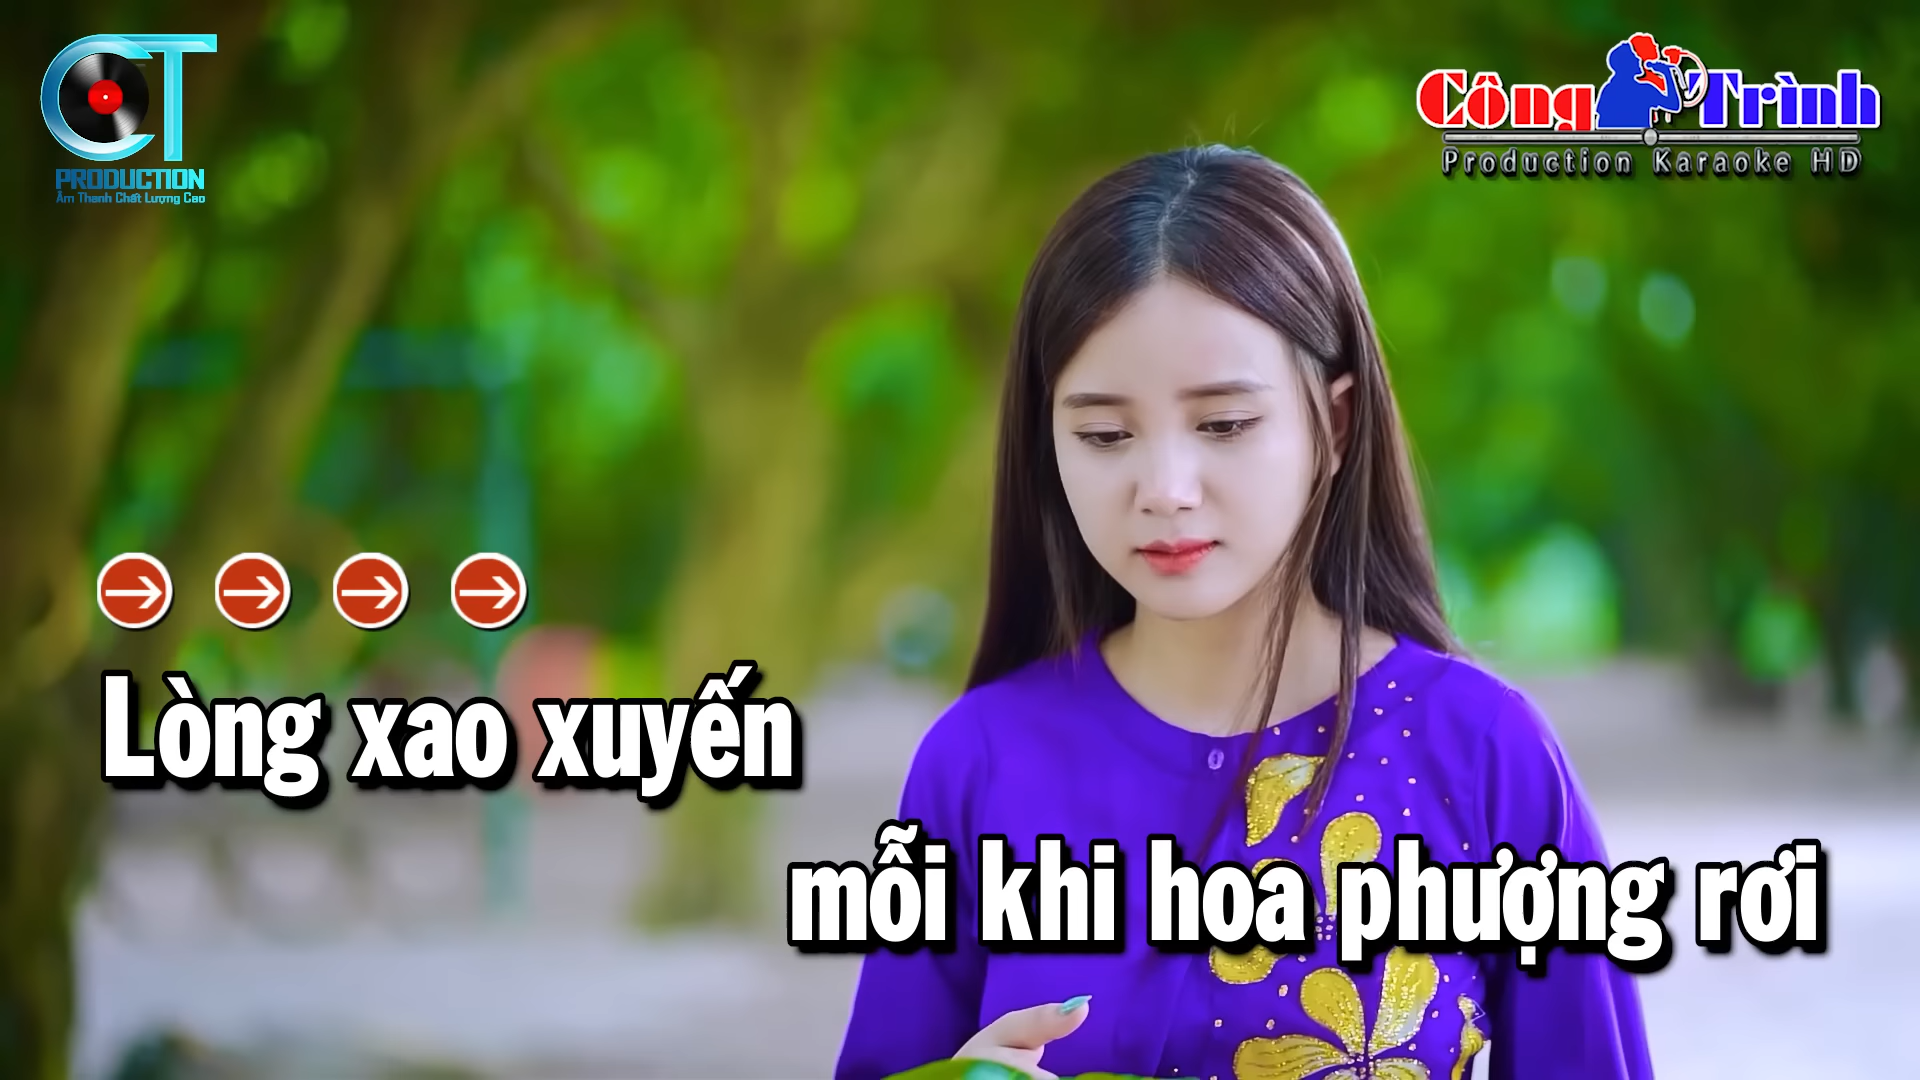 CT
PRODUCTION
Âm Thanh Chất Lượng Cao
Công Trình
Production Karaoke HD
Lòng xao xuyến
mỗi khi hoa phượng rơi